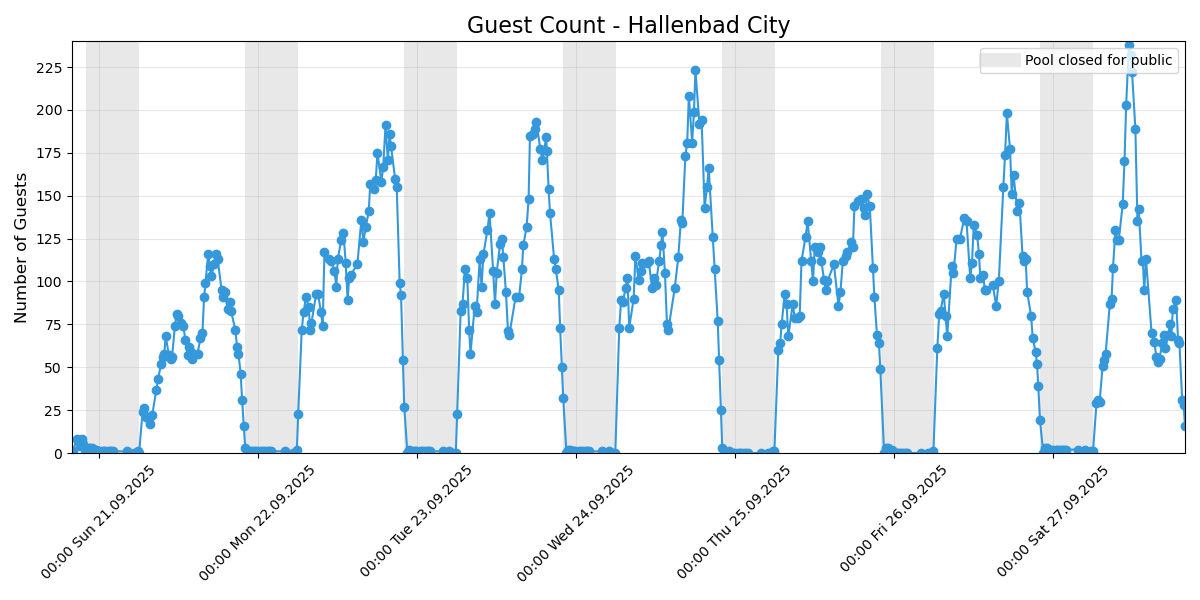 Guest Count - Hallenbad City
Pool closed for public
Number of Guests
225
200
175
150
125
100
75
50
25
0
00:00 Sun 21.09.2025
00:00 Mon 22.09.2025
00:00 Tue 23.09.2025
00:00 Wed 24.09.2025
00:00 Thu 25.09.2025
00:00 Fri 26.09.2025
00:00 Sat 27.09.2025